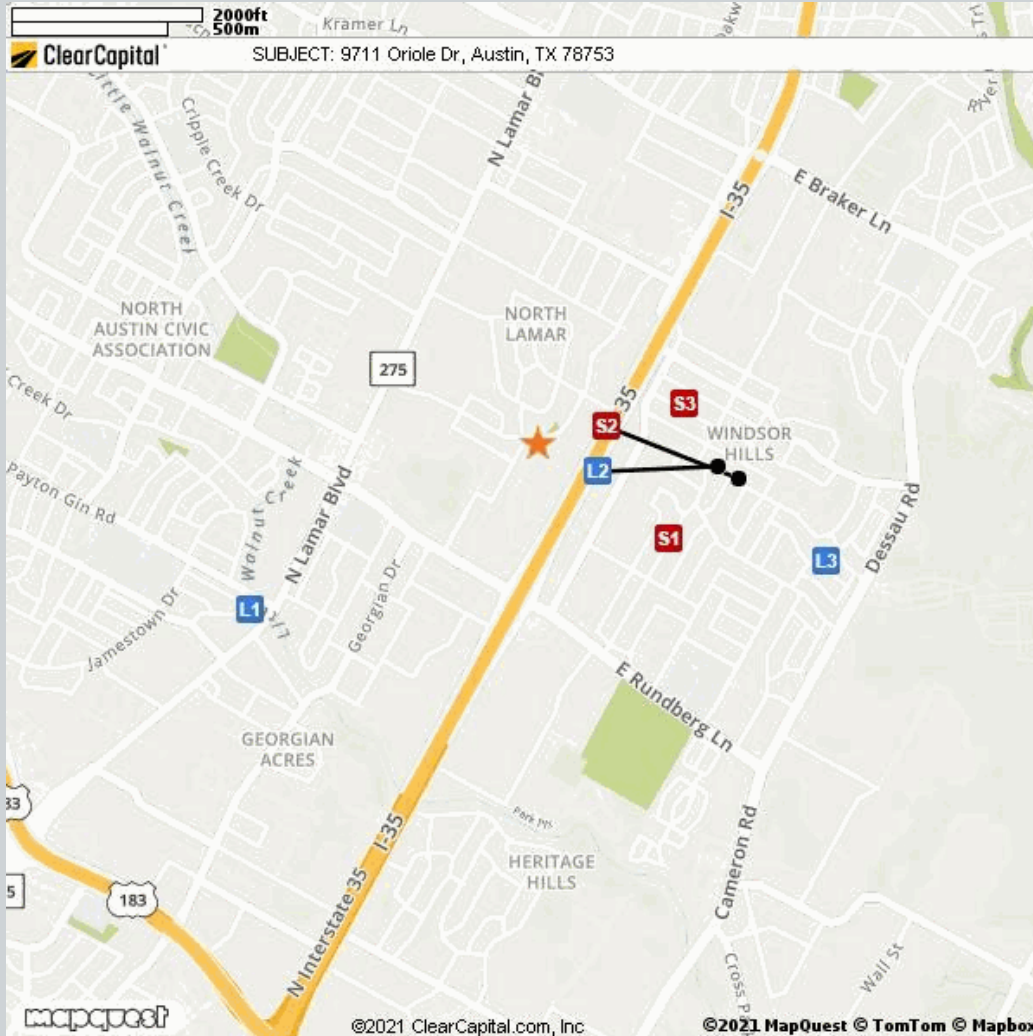 2000ft
500m
Kramer Ln
ClearCapital
SUBJECT: 9711 Oriole Dr, Austin, TX 78753
Little Walnut Creek
Cripple Creek Dr
N Lamar Bl
I-35
E Braker Ln
NORTH
AUSTIN CIVIC
ASSOCIATION
NORTH
LAMAR
275
35
S3
S2
WINDSOR
HILLS
L2
Creek Dr
Payton Gin Rd
Walnut Creek
N Lamar Blvd
Dessau Rd
S1
L3
L1
Jamestown Dr
Georgian Dr
E Rundberg Ln
GEORGIAN
ACRES
I-35
HERITAGE
HILLS
183
N Interstate 35
Cameron Rd
Wall St
mapquest
©2021 ClearCapital.com, Inc
©2021 MapQuest © TomTom © Mapbox